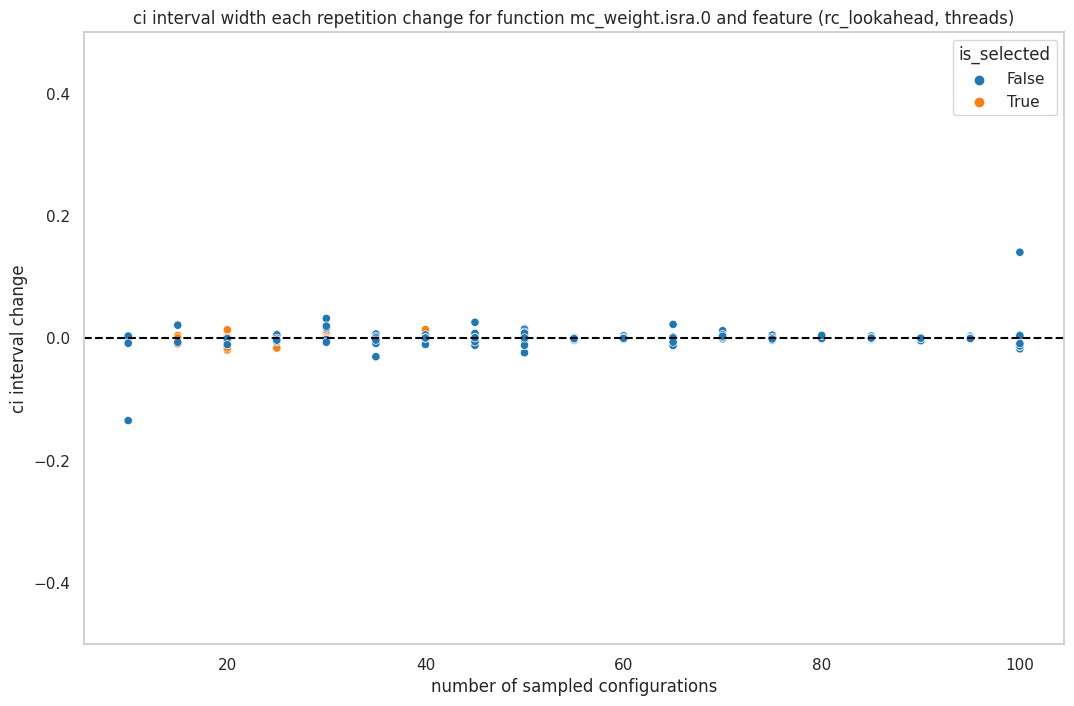 ci interval width each repetition change for function mc_weight.isra.0 and feature (rc_lookahead, threads)
is_selected
False
True
ci interval change
0.4
0.2
0.0
−0.2
−0.4
20 40 60 80 100
number of sampled configurations